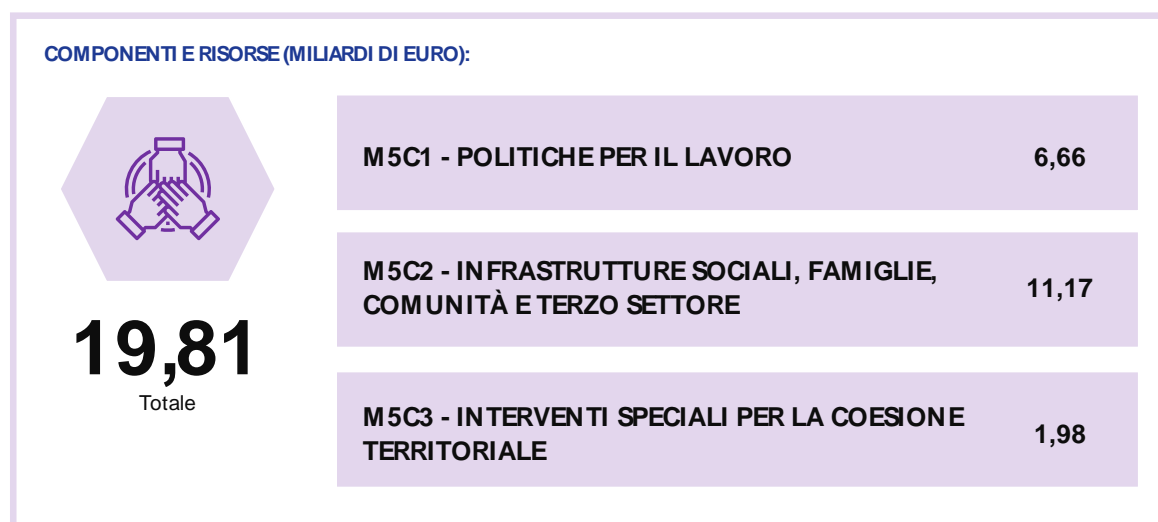 COMPONENTI E RISORSE (MILIARDI DI EURO):
M5C1 - POLITICHE PER IL LAVORO 6,66
M5C2 - INFRASTRUTTURE SOCIALI, FAMIGLIE,
COMUNITÀ E TERZO SETTORE 11,17
19,81
Totale
M5C3 - INTERVENTI SPECIALI PER LA COESIONE
TERRITORIALE 1,98